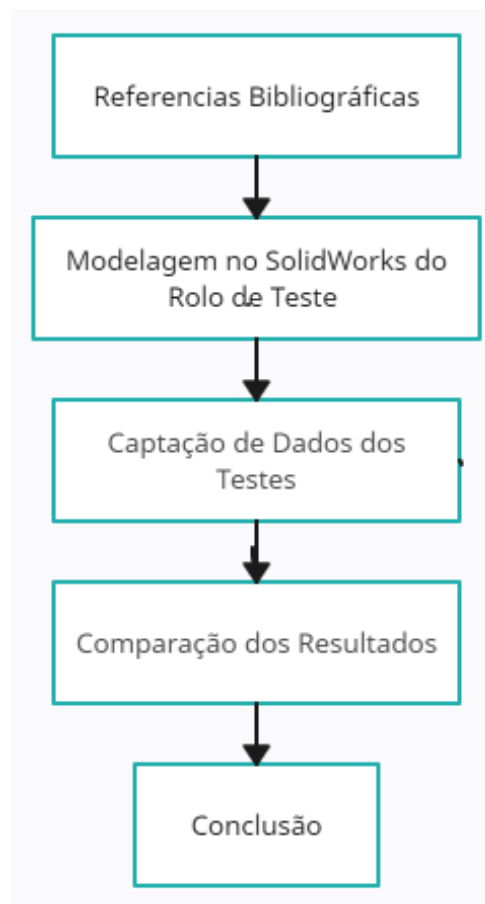 Referencias Bibliográficas
Modelagem no SolidWorks do
Rolo de Teste
Captação de Dados dos
Testes
Comparação dos Resultados
Conclusão